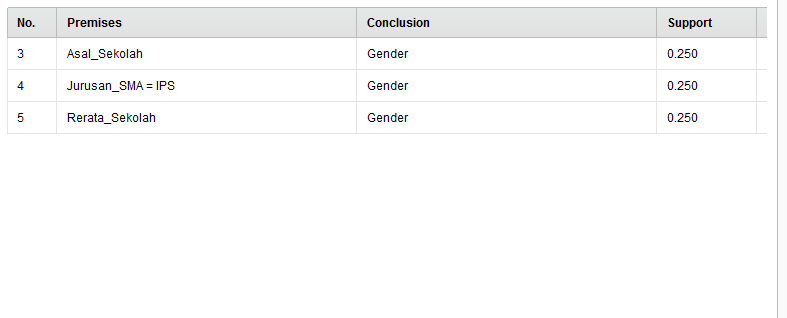 No. Premises Conclusion Support
3 Asal_Sekolah Gender 0.250
4 Jurusan_SMA = IPS Gender 0.250
5 Rerata_Sekolah Gender 0.250